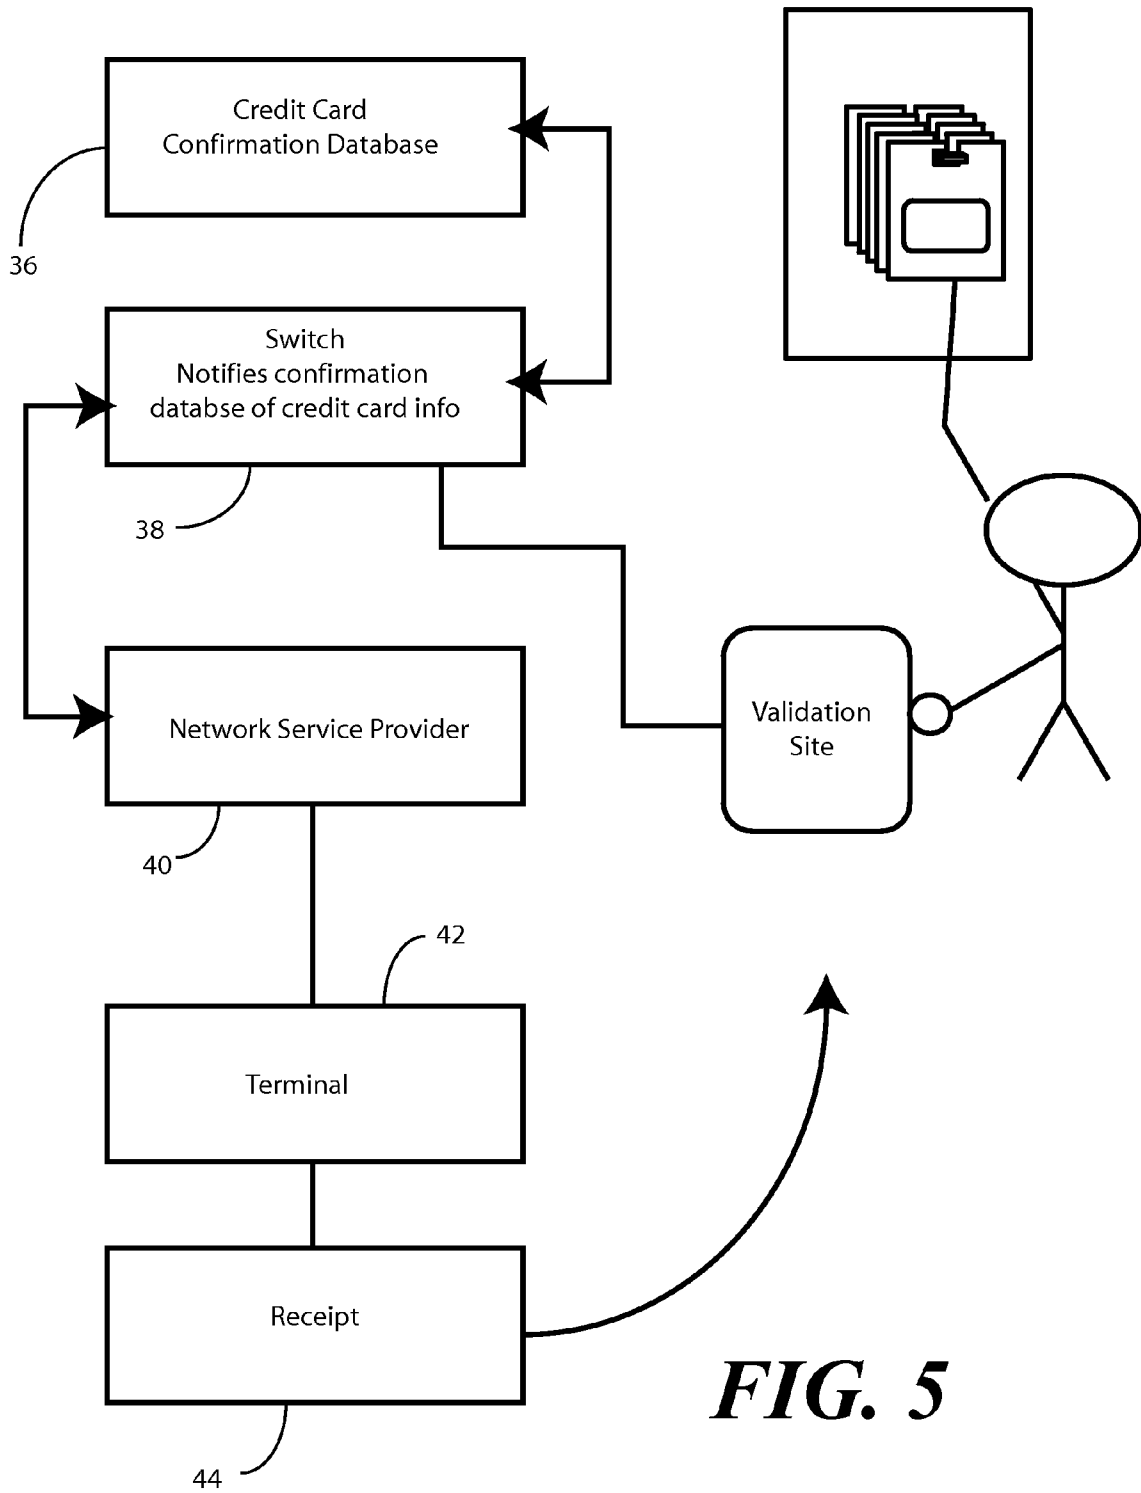 Credit Card
Confirmation Database
36
Switch
Notifies confirmation
databse of credit card info
38
Network Service Provider
Validation
Site
40
42
Terminal
Receipt
FIG. 5
44